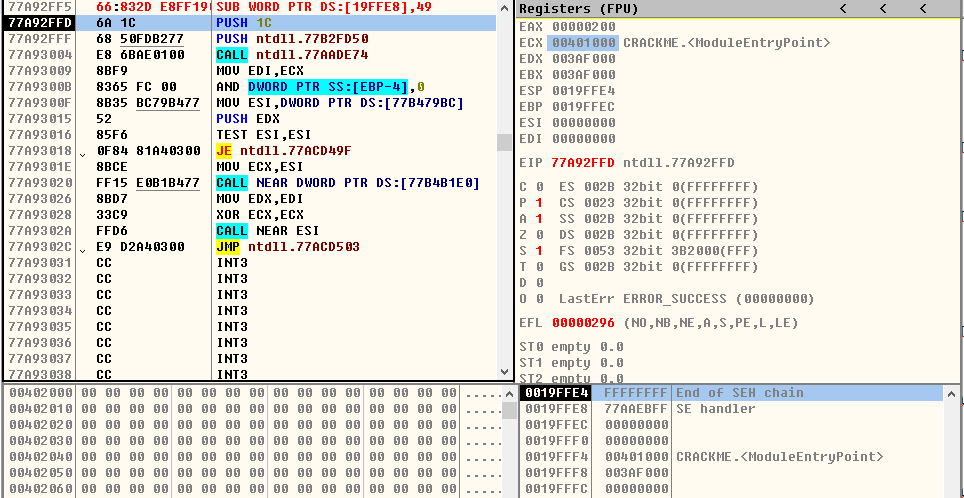 77A92FF5 66:832D E8FF19( SUB WORD PTR DS:[19FFE8],49
77A92FFD 6A 1C PUSH 1C
77A92FFF 68 50FDB277 PUSH ntdll.77B2FD50
77A93004 E8 6BAE0100 CALL ntdll.77AADE74
77A93009 8BF9 MOV EDI,ECX
77A9300B 8365 FC 00 AND DWORD PTR SS:[EBP-4],0
77A9300F 8B35 BC79B477 MOV ESI,DWORD PTR DS:[77B479BC]
77A93015 52 PUSH EDX
77A93016 85F6 TEST ESI,ESI
77A93018 0F84 81A40300 JE ntdll.77ACD49F
77A9301E 8BCE MOV ECX,ESI
77A93020 FF15 E0B1B477 CALL NEAR DWORD PTR DS:[77B4B1E0]
77A93026 8BD7 MOV EDX,EDI
77A93028 33C9 XOR ECX,ECX
77A9302A FFD6 CALL NEAR ESI
77A9302C E9 D2A40300 JMP ntdll.77ACD503
77A93031 CC INT3
77A93032 CC INT3
77A93033 CC INT3
77A93034 CC INT3
77A93035 CC INT3
77A93036 CC INT3
77A93037 CC INT3
77A93038 CC INT3
Registers (FPU) < < <
EAX 00000200
ECX 00401000 CRACKME.<ModuleEntryPoint>
EDX 003AF000
EBX 003AF000
ESP 0019FFE4
EBP 0019FFEC
ESI 00000000
EDI 00000000
EIP 77A92FFD ntdll.77A92FFD
C 0 ES 002B 32bit 0(FFFFFFFF)
P 1 CS 0023 32bit 0(FFFFFFFF)
A 1 SS 002B 32bit 0(FFFFFFFF)
Z 0 DS 002B 32bit 0(FFFFFFFF)
S 1 FS 0053 32bit 3B2000(FFF)
T 0 GS 002B 32bit 0(FFFFFFFF)
D 0
O 0 LastErr ERROR_SUCCESS (00000000)
EFL 00000296 (NO,NB,NE,A,S,PE,L,LE)
ST0 empty 0.0
ST1 empty 0.0
ST2 empty 0.0
00402000 00 00 00 00 00 00 00 00 00 00 00 00 00 00 00 00 .....
00402010 00 00 00 00 00 00 00 00 00 00 00 00 00 00 00 00 .....
00402020 00 00 00 00 00 00 00 00 00 00 00 00 00 00 00 00 .....
00402030 00 00 00 00 00 00 00 00 00 00 00 00 00 00 00 00 .....
00402040 00 00 00 00 00 00 00 00 00 00 00 00 00 00 00 00 .....
00402050 00 00 00 00 00 00 00 00 00 00 00 00 00 00 00 00 .....
00402060 00 00 00 00 00 00 00 00 00 00 00 00 00 00 00 00 .....
0019FFE4 FFFFFFFF End of SEH chain
0019FFE8 77AAEBFF SE handler
0019FFEC 00000000
0019FFF0 00000000
0019FFF4 00401000 CRACKME.<ModuleEntryPoint>
0019FFF8 003AF000
0019FFFC 00000000